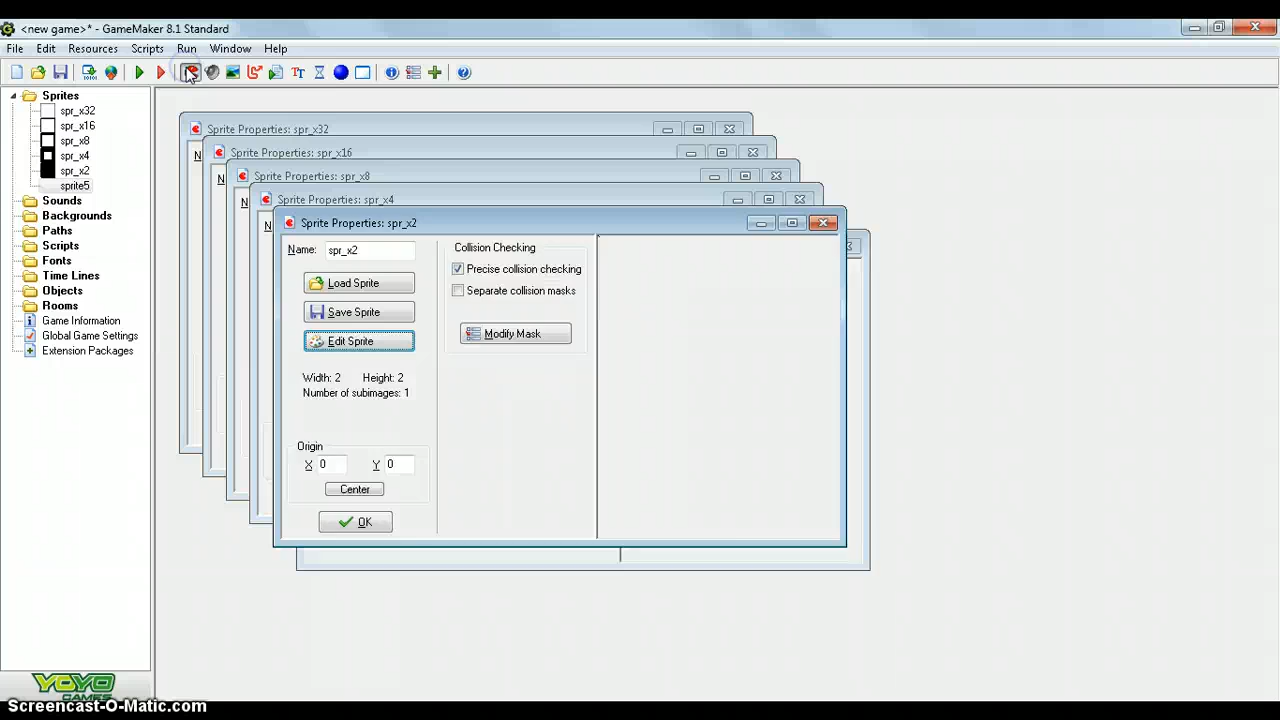 <new game>* - GameMaker 8.1 Standard
File Edit Resources Scripts Run Window Help
Sprites
spr_x32
spr_x16
spr_x8
spr_x4
spr_x2
sprite5
Sounds
Backgrounds
Paths
Scripts
Fonts
Time Lines
Objects
Rooms
Game Information
Global Game Settings
Extension Packages
Sprite Properties: spr_x32
N
Sprite Properties: spr_x16
N
Sprite Properties: spr_x8
N
Sprite Properties: spr_x4
N
Sprite Properties: spr_x2
Name: spr_x2
Load Sprite
Save Sprite
Edit Sprite
Width: 2 Height: 2
Number of subimages: 1
Origin
X 0 Y 0
Center
OK
Collision Checking
Precise collision checking
Separate collision masks
Modify Mask
YOYO
GAMES
Screencast-O-Matic.com